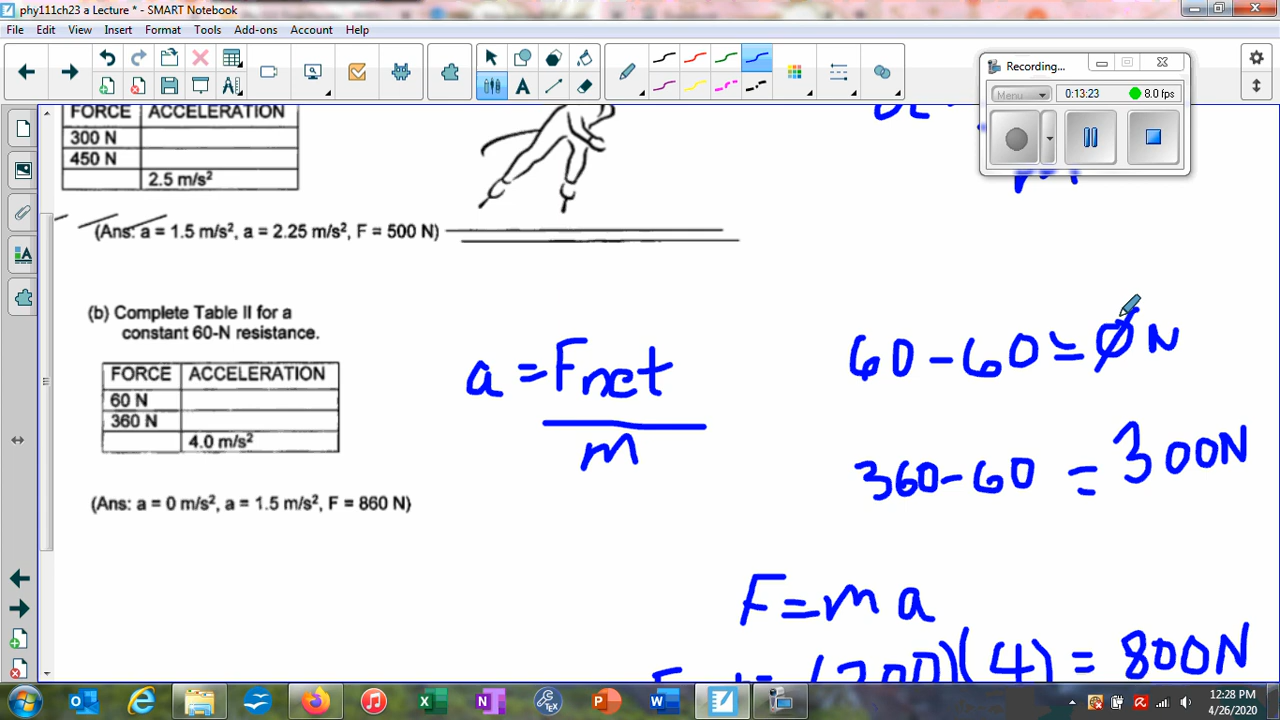 phy111ch23 a Lecture * - SMART Notebook
File Edit View Insert Format Tools Add-ons Account Help
Recording...
Menu 0:13:23 8.0 fps
FORCE ACCELERATION
300 N
450 N
2.5 m/s²
m
(Ans: a = 1.5 m/s², a = 2.25 m/s², F = 500 N)
(b) Complete Table II for a
constant 60-N resistance.
FORCE ACCELERATION
60 N
360 N
4.0 m/s²
(Ans: a = 0 m/s², a = 1.5 m/s², F = 860 N)
a = Fnet
m
60 - 60 = 0 N
360 - 60 = 300N
F = m a
(200)(4) = 800N
12:28 PM
4/26/2020